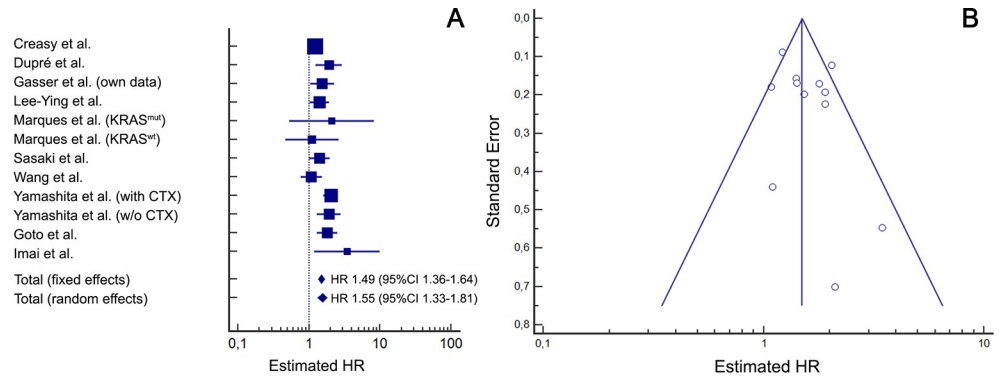 A
Creasy et al.
Dupré et al.
Gasser et al. (own data)
Lee-Ying et al.
Marques et al. (KRASᵐᵘᵗ)
Marques et al. (KRASʷᵗ)
Sasaki et al.
Wang et al.
Yamashita et al. (with CTX)
Yamashita et al. (w/o CTX)
Goto et al.
Imai et al.
Total (fixed effects) HR 1.49 (95%CI 1.36-1.64)
Total (random effects) HR 1.55 (95%CI 1.33-1.81)
0,1 1 10 100
Estimated HR
B
Standard Error
0,0
0,1
0,2
0,3
0,4
0,5
0,6
0,7
0,8
0,1 1 10
Estimated HR